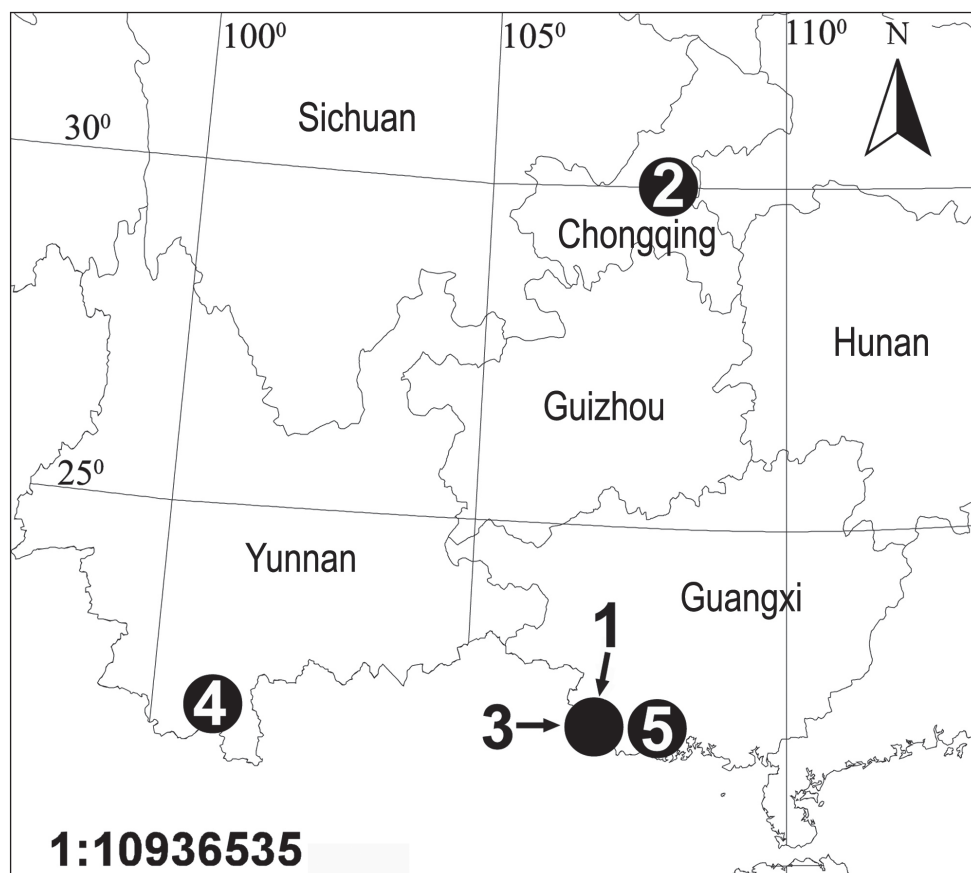 100⁰
105⁰
110⁰
N
Sichuan
30⁰
2
Chongqing
Hunan
Guizhou
25⁰
Yunnan
Guangxi
1
4
3
5
1:10936535